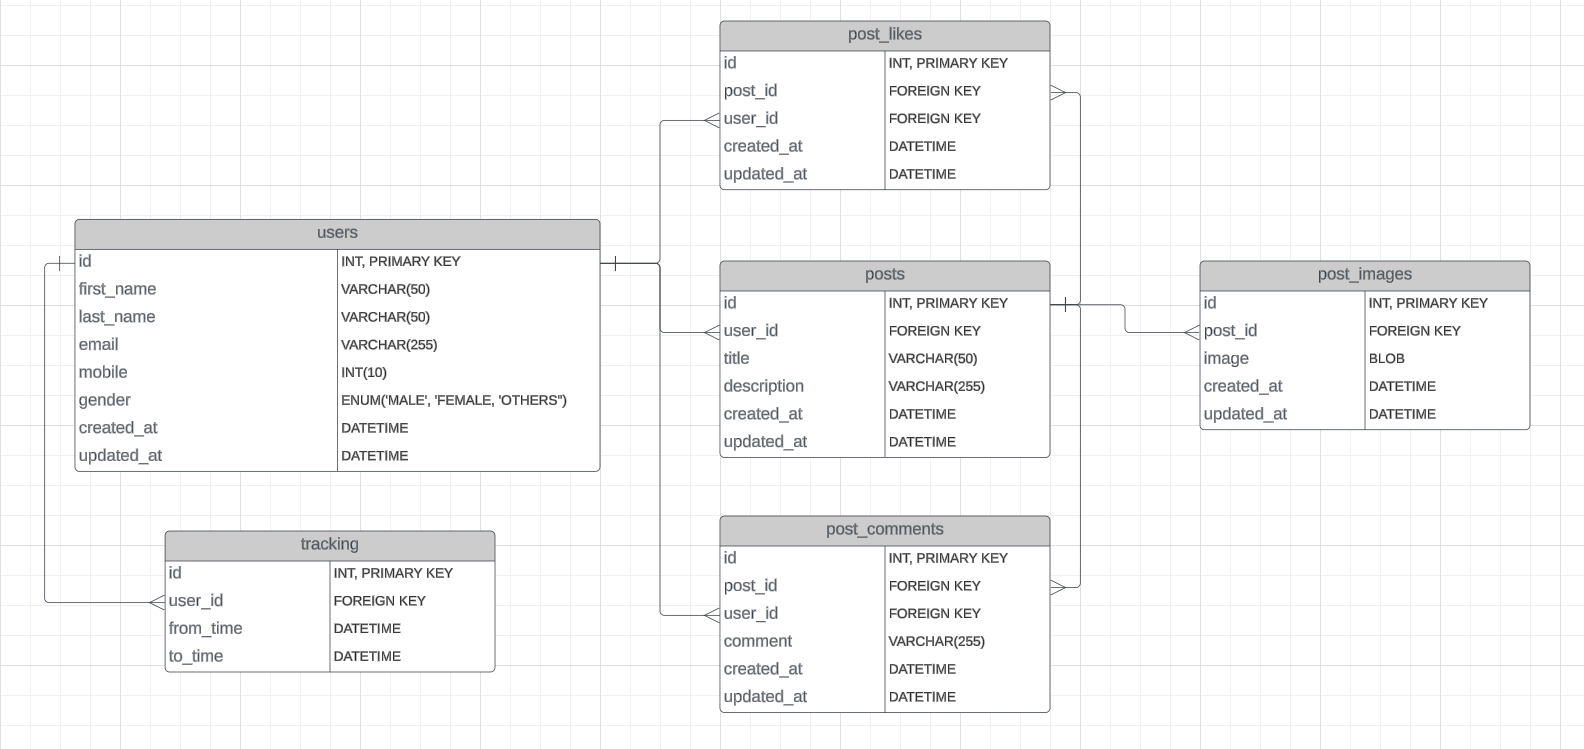 post_likes
id INT, PRIMARY KEY
post_id FOREIGN KEY
user_id FOREIGN KEY
created_at DATETIME
updated_at DATETIME
users
id INT, PRIMARY KEY
first_name VARCHAR(50)
last_name VARCHAR(50)
email VARCHAR(255)
mobile INT(10)
gender ENUM('MALE', 'FEMALE, 'OTHERS")
created_at DATETIME
updated_at DATETIME
posts
id INT, PRIMARY KEY
user_id FOREIGN KEY
title VARCHAR(50)
description VARCHAR(255)
created_at DATETIME
updated_at DATETIME
post_images
id INT, PRIMARY KEY
post_id FOREIGN KEY
image BLOB
created_at DATETIME
updated_at DATETIME
tracking
id INT, PRIMARY KEY
user_id FOREIGN KEY
from_time DATETIME
to_time DATETIME
post_comments
id INT, PRIMARY KEY
post_id FOREIGN KEY
user_id FOREIGN KEY
comment VARCHAR(255)
created_at DATETIME
updated_at DATETIME